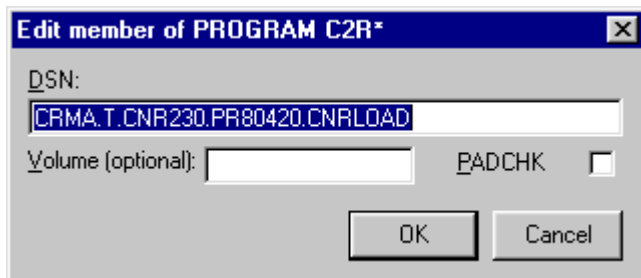 Edit member of PROGRAM C2R*
DSN:
CRMA.T.CNR230.PR80420.CNRLOAD
Volume (optional): PADCHK
OK Cancel